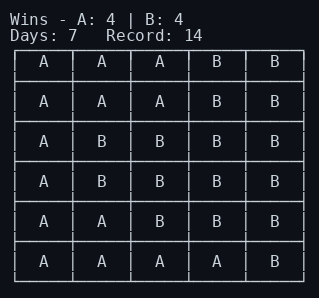 Wins - A: 4 | B: 4
Days: 7   Record: 14
A A A B B
A A A B B
A B B B B
A B B B B
A A B B B
A A A A B